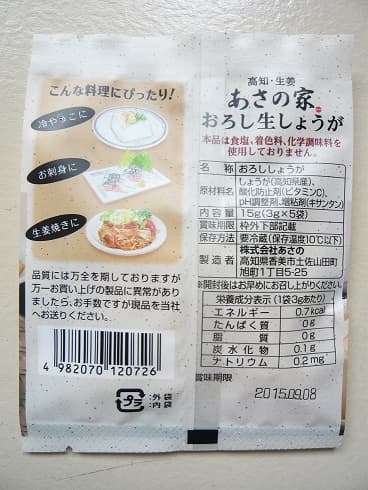 こんな料理にぴったり!
冷やっこに
お刺身に
生姜焼きに
品質には万全を期しておりますが
万一お買い上げの製品に異常があり
ましたら、お手数ですが現品を当社
へお送りください。
4 982070 120726
プラ
:外袋
:内袋
高知・生姜
あさの家
おろし生しょうが
本品は食塩、着色料、化学調味料を
使用しておりません。
名称 おろししょうが
原材料名 しょうが(高知県産)、
酸化防止剤(ビタミンC)、
pH調整剤、増粘剤(キサンタン)
内容量 15g(3g×5袋)
賞味期限 枠外下部記載
保存方法 要冷蔵(保存温度10℃以下)
製造者 株式会社あさの
高知県香美市土佐山田町
旭町1丁目5-25
※開封後はお早めにお召し上がりください。
栄養成分表示(1袋3gあたり)
エネルギー 0.7kcal
たんぱく質 0g
脂質 0g
炭水化物 0.1g
ナトリウム 0.2mg
賞味期限
2015.09.08